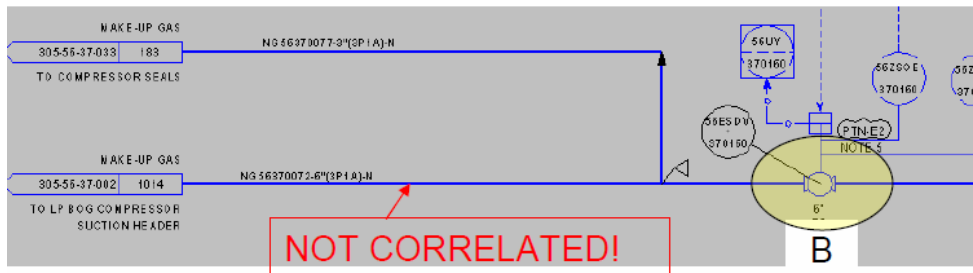 MAKE-UP GAS
305-56-37-033 183
TO COMPRESSOR SEALS
NG56370077-3"(3P1A)-N
56UY
370160
56ZSOE
370160
56ESDV
370160
PTN-E2
NOTE 5
MAKE-UP GAS
305-56-37-002 1014
TO LP BOG COMPRESSOR
SUCTION HEADER
NG56370072-6"(3P1A)-N
6"
B
NOT CORRELATED!